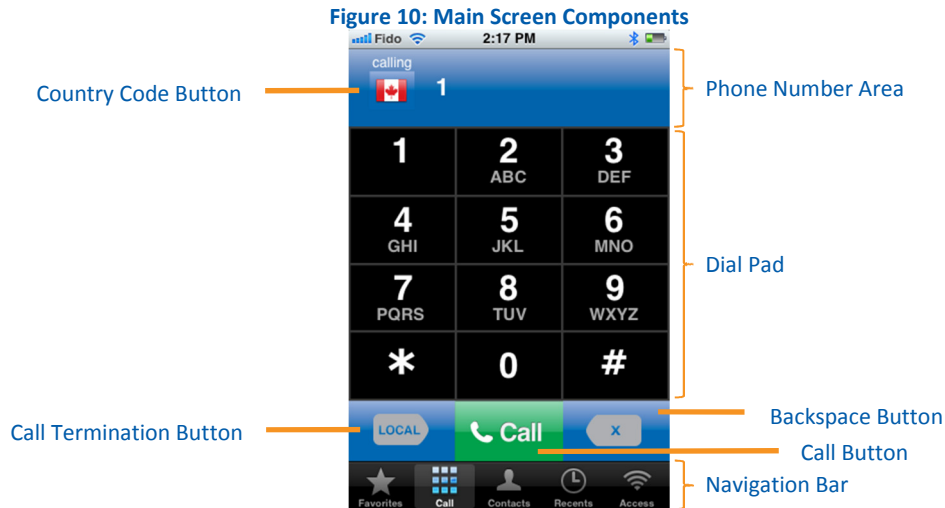 Figure 10: Main Screen Components
Fido 2:17 PM
calling
Country Code Button 1 Phone Number Area
1 2 3
ABC DEF
4 5 6
GHI JKL MNO
Dial Pad
7 8 9
PQRS TUV WXYZ
* 0 #
Backspace Button
Call Termination Button LOCAL Call X
Call Button
Navigation Bar
Favorites Call Contacts Recents Access